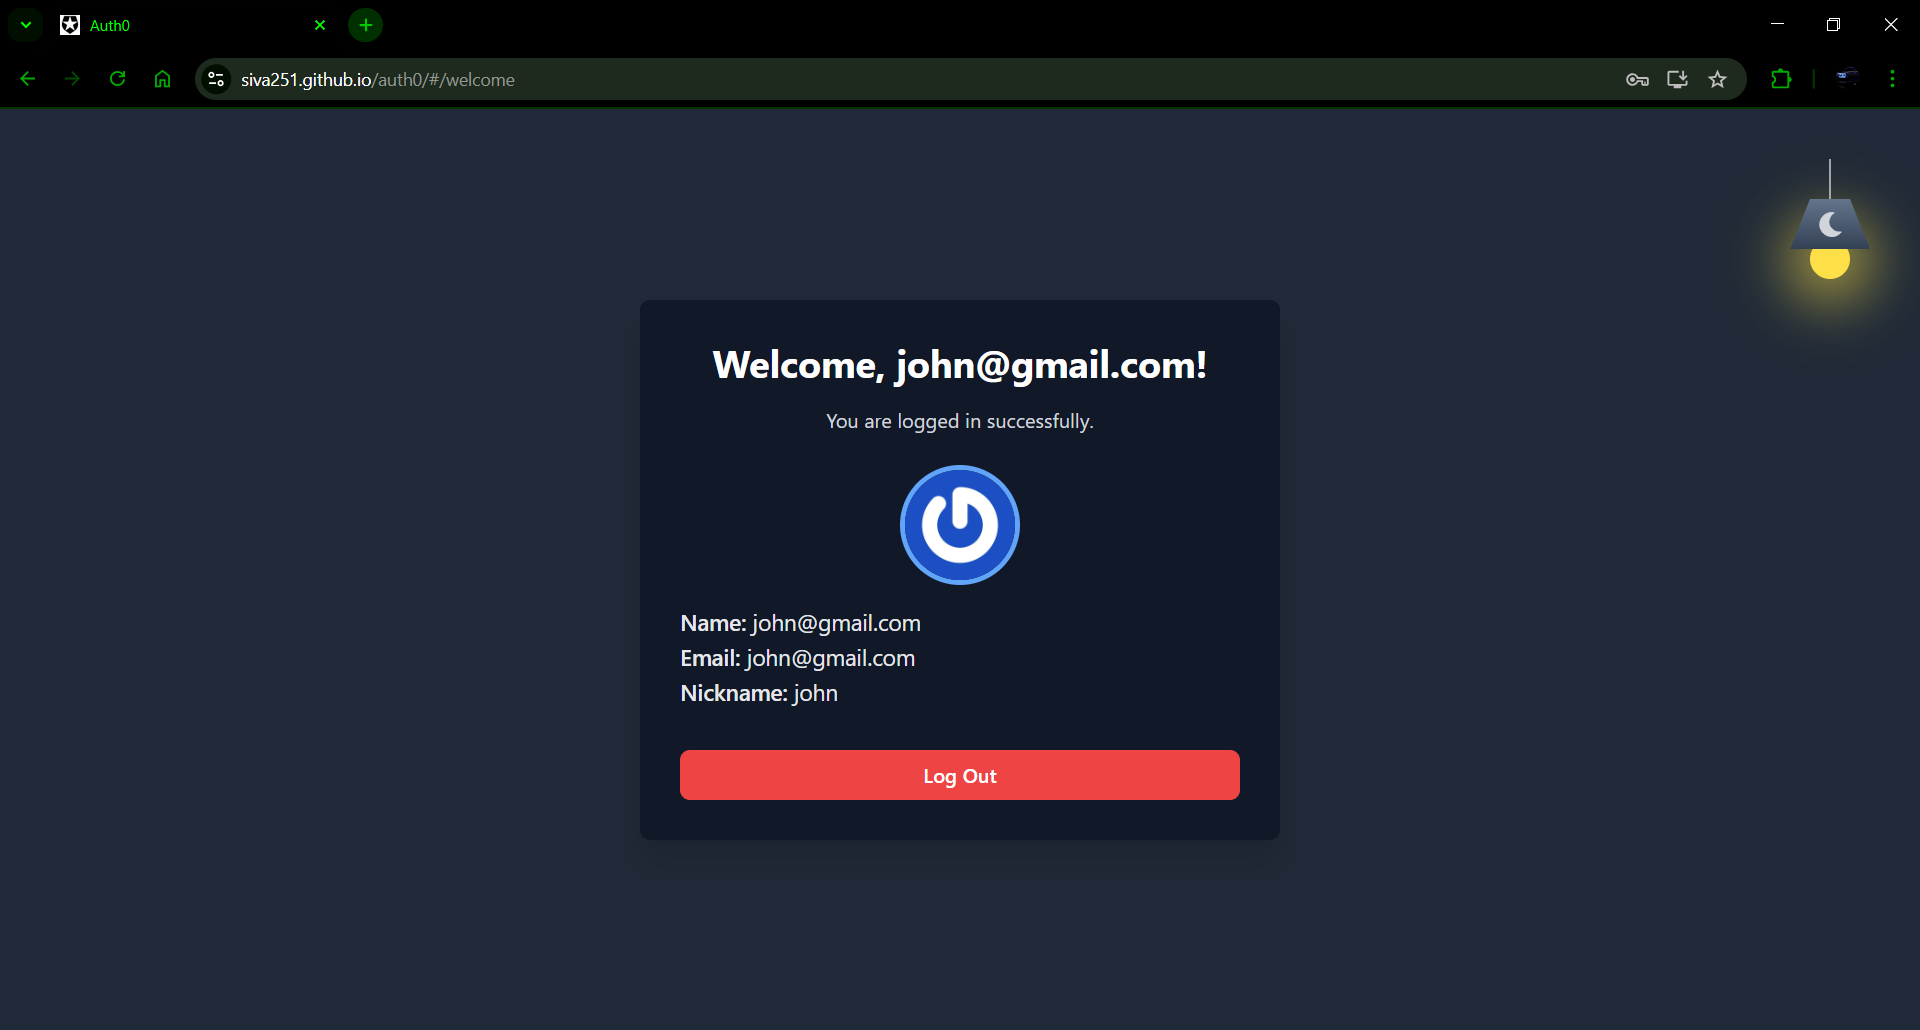 Auth0
siva251.github.io/auth0/#/welcome
Welcome, john@gmail.com!
You are logged in successfully.
Name: john@gmail.com
Email: john@gmail.com
Nickname: john
Log Out